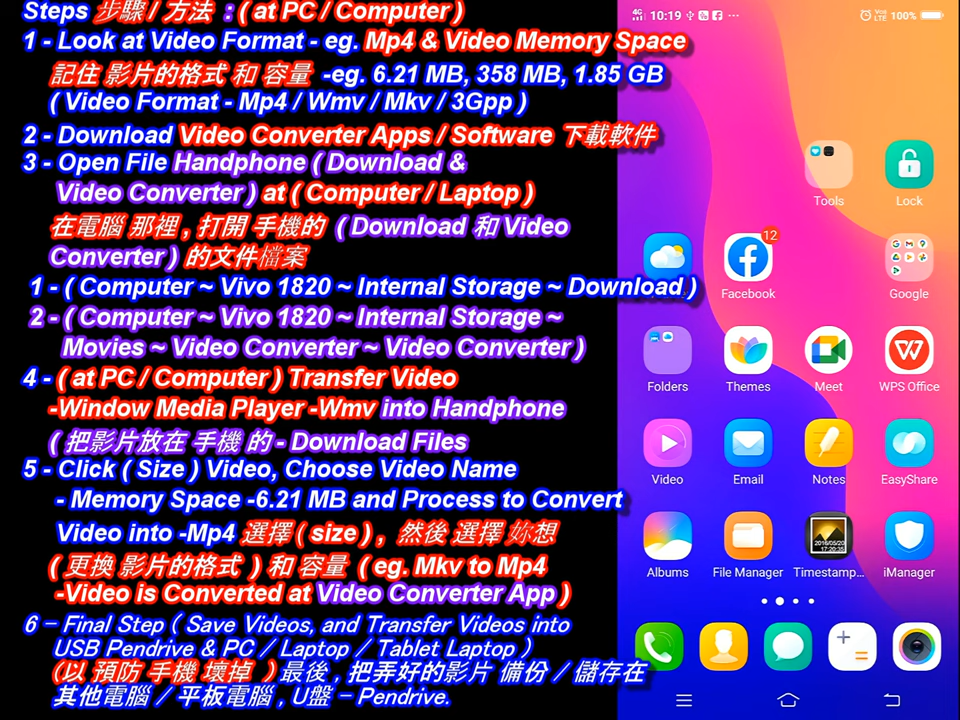 Steps 步驟 / 方法 : ( at PC / Computer )
1 - Look at Video Format - eg. Mp4 & Video Memory Space
記住 影片的格式 和 容量 -eg. 6.21 MB, 358 MB, 1.85 GB
( Video Format - Mp4 / Wmv / Mkv / 3Gpp )
2 - Download Video Converter Apps / Software 下載軟件
3 - Open File Handphone ( Download &
Video Converter ) at ( Computer / Laptop )
在電腦 那裡 , 打開 手機的 ( Download 和 Video
Converter ) 的文件檔案
1 - ( Computer ~ Vivo 1820 ~ Internal Storage ~ Download )
2 - ( Computer ~ Vivo 1820 ~ Internal Storage ~
Movies ~ Video Converter ~ Video Converter )
4 - ( at PC / Computer ) Transfer Video
-Window Media Player -Wmv into Handphone
( 把影片放在 手機 的 - Download Files
5 - Click ( Size ) Video, Choose Video Name
- Memory Space -6.21 MB and Process to Convert
Video into -Mp4 選擇 ( size ) , 然後 選擇 妳想
( 更換 影片的格式 ) 和 容量 ( eg. Mkv to Mp4
-Video is Converted at Video Converter App )
6 - Final Step ( Save Videos, and Transfer Videos into
USB Pendrive & PC / Laptop / Tablet Laptop )
(以 預防 手機 壞掉 ) 最後 , 把弄好的影片 備份 / 儲存在
其他電腦 / 平板電腦 , U盤 - Pendrive.
4G 10:19 ... VoLTE 100%
Tools Lock
12
Facebook Google
Folders Themes Meet WPS Office
Video Email Notes EasyShare
2016/05/20
17:20:35
Albums File Manager Timestamp... iManager